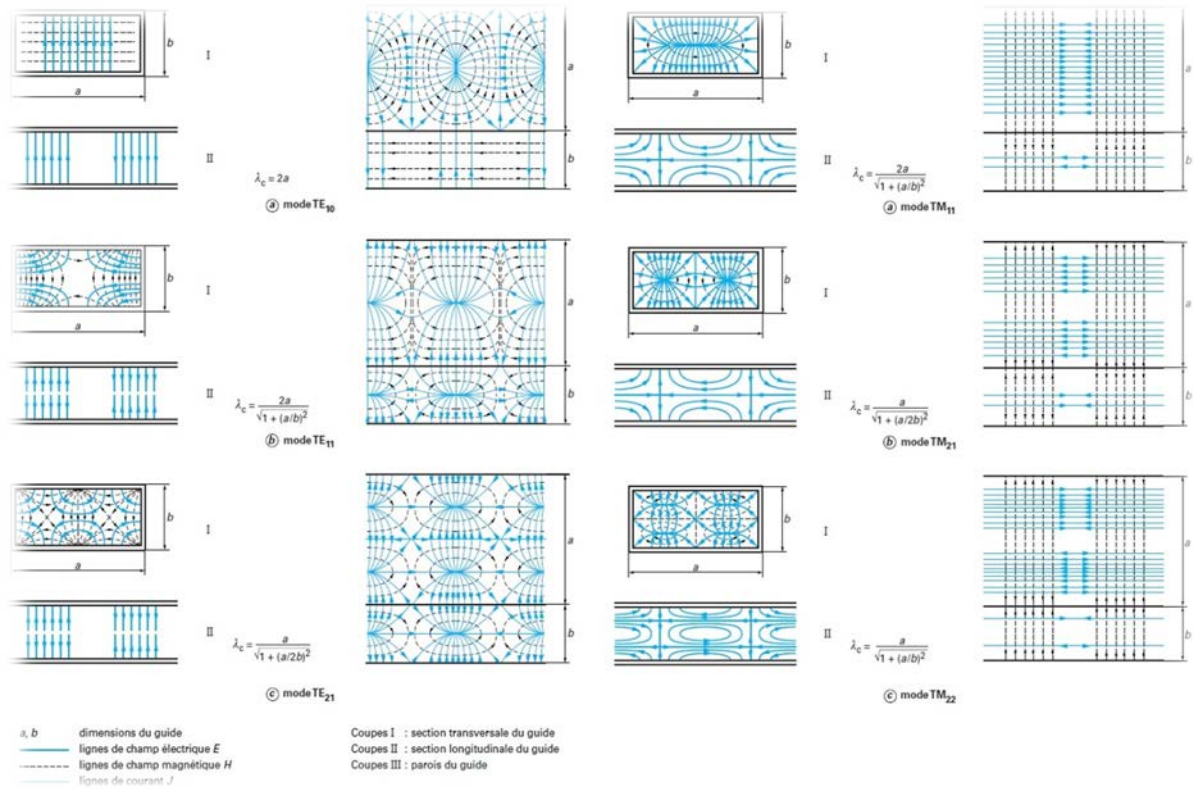 b
I
a
II
λc = 2a
a
b
ⓐ mode TE₁₀
b
I
a
II
λc = 2a / √1 + (a/b)²
a
b
ⓐ mode TM₁₁
b
I
a
II
λc = 2a / √1 + (a/b)²
a
b
ⓑ mode TE₁₁
b
I
a
II
λc = a / √1 + (a/2b)²
a
b
ⓑ mode TM₂₁
b
I
a
II
λc = a / √1 + (a/2b)²
a
b
ⓒ mode TE₂₁
b
I
a
II
λc = a / √1 + (a/b)²
a
b
ⓒ mode TM₂₂
a, b dimensions du guide
lignes de champ électrique E
lignes de champ magnétique H
lignes de courant J
Coupes I : section transversale du guide
Coupes II : section longitudinale du guide
Coupes III : parois du guide